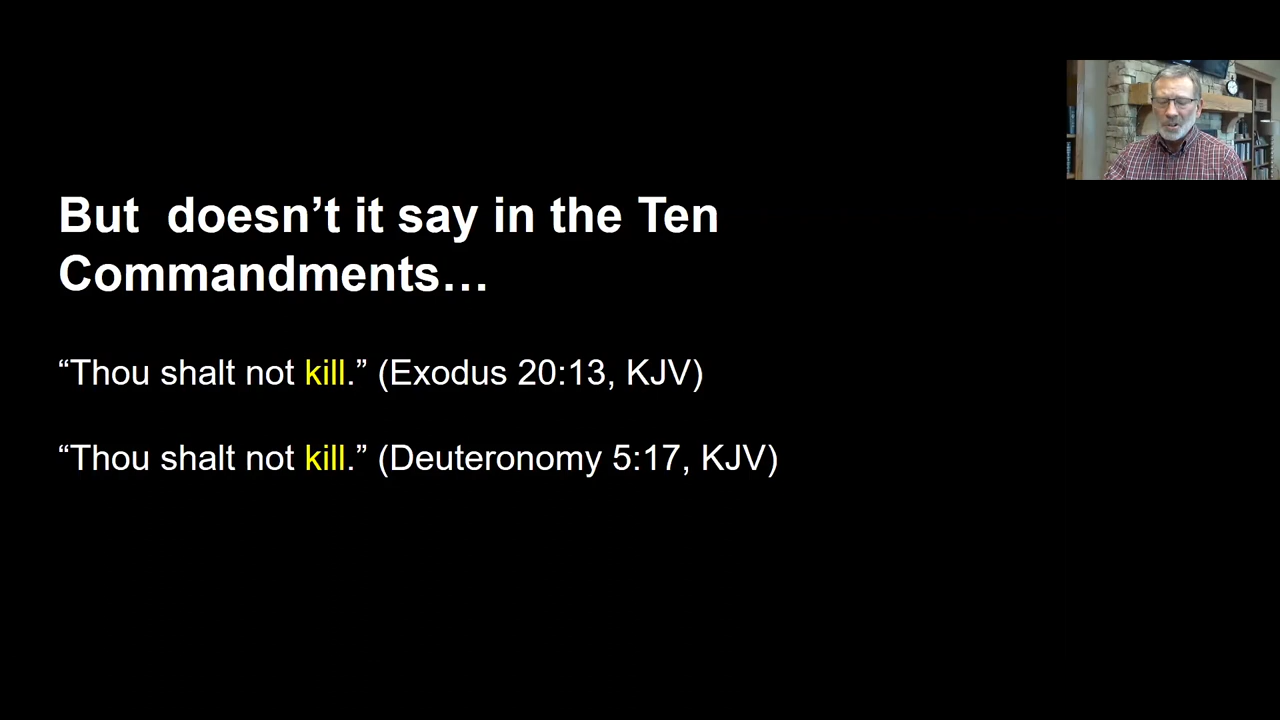 But  doesn’t it say in the Ten
Commandments…
“Thou shalt not kill.” (Exodus 20:13, KJV)
“Thou shalt not kill.” (Deuteronomy 5:17, KJV)